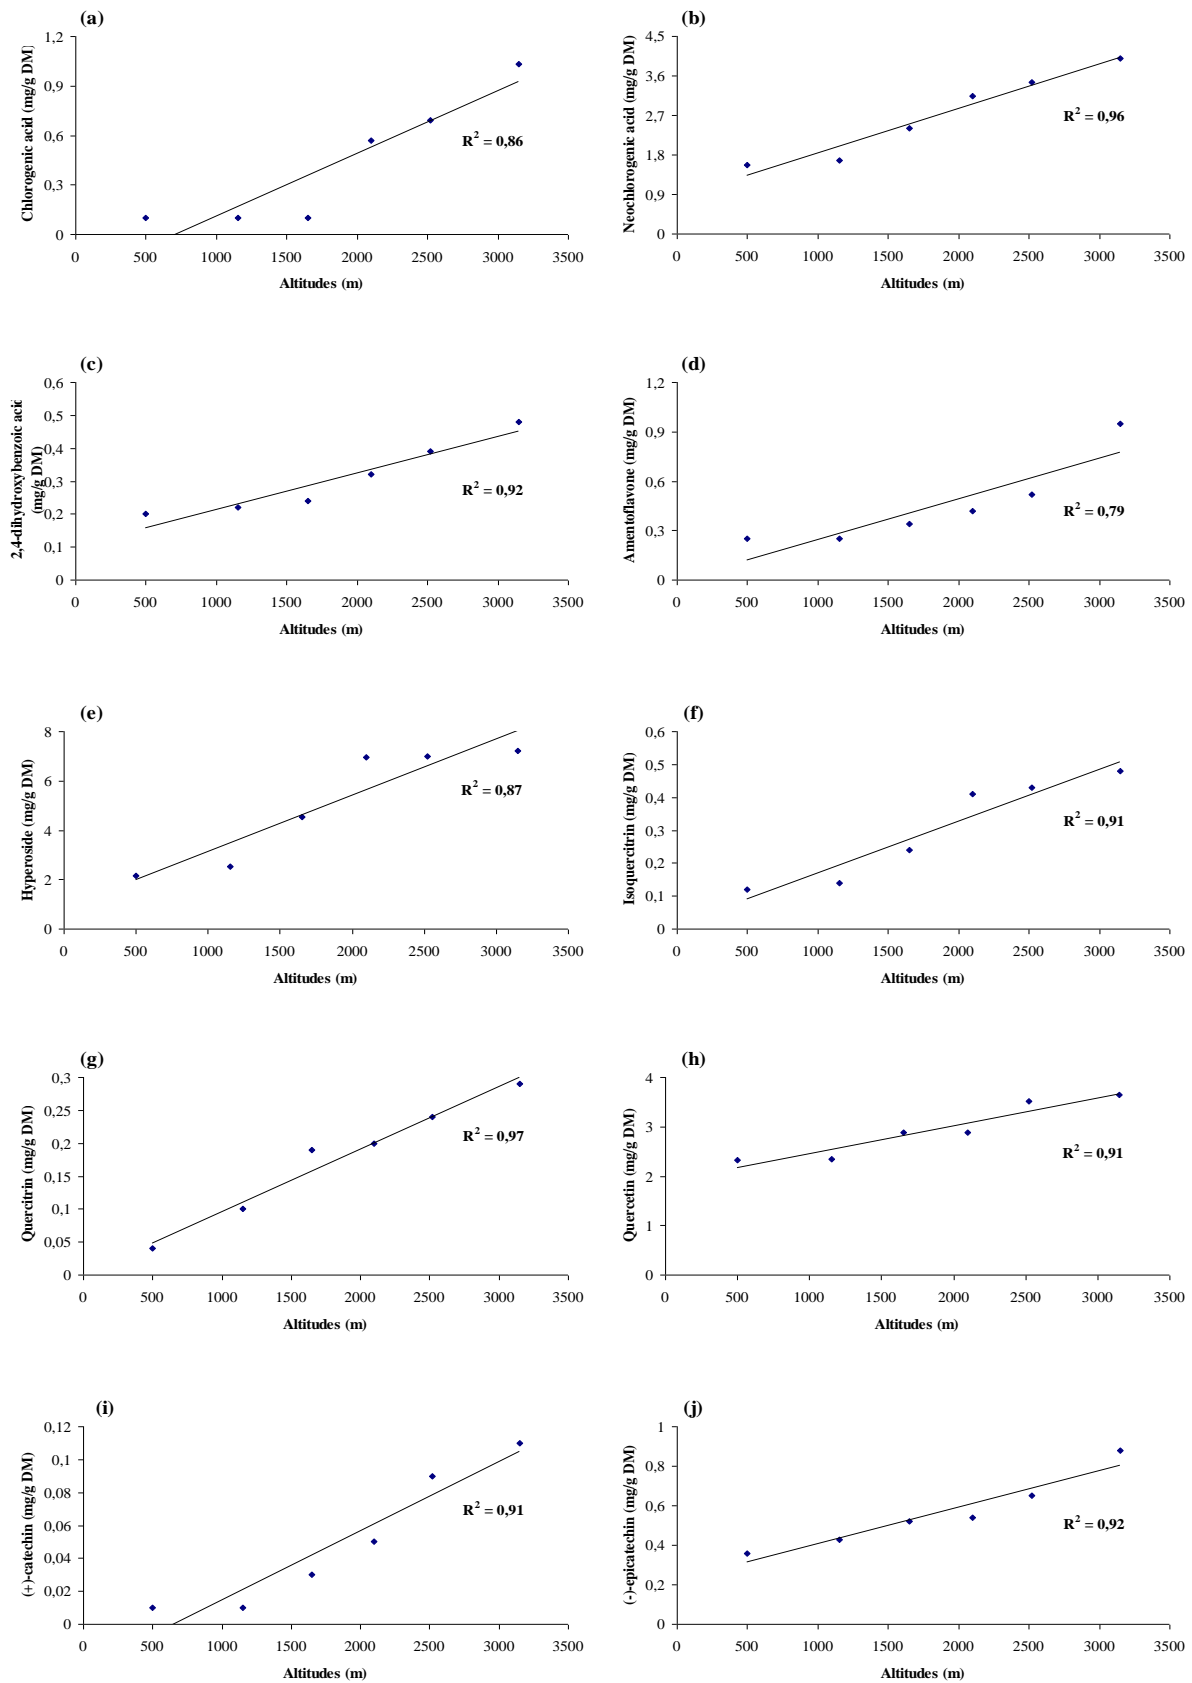 (a)
Chlorogenic acid (mg/g DM)
1,2
0,9
0,6
0,3
0
R² = 0,86
0 500 1000 1500 2000 2500 3000 3500
Altitudes (m)
(b)
Neochlorogenic acid (mg/g DM)
4,5
3,6
2,7
1,8
0,9
0
R² = 0,96
0 500 1000 1500 2000 2500 3000 3500
Altitudes (m)
(c)
2,4-dihydroxybenzoic acid
(mg/g DM)
0,6
0,5
0,4
0,3
0,2
0,1
0
R² = 0,92
0 500 1000 1500 2000 2500 3000 3500
Altitudes (m)
(d)
Amentoflavone (mg/g DM)
1,2
0,9
0,6
0,3
0
R² = 0,79
0 500 1000 1500 2000 2500 3000 3500
Altitudes (m)
(e)
Hyperoside (mg/g DM)
8
6
4
2
0
R² = 0,87
0 500 1000 1500 2000 2500 3000 3500
Altitudes (m)
(f)
Isoquercitrin (mg/g DM)
0,6
0,5
0,4
0,3
0,2
0,1
0
R² = 0,91
0 500 1000 1500 2000 2500 3000 3500
Altitudes (m)
(g)
Quercitrin (mg/g DM)
0,3
0,25
0,2
0,15
0,1
0,05
0
R² = 0,97
0 500 1000 1500 2000 2500 3000 3500
Altitudes (m)
(h)
Quercetin (mg/g DM)
4
3
2
1
0
R² = 0,91
0 500 1000 1500 2000 2500 3000 3500
Altitudes (m)
(i)
(+)-catechin (mg/g DM)
0,12
0,1
0,08
0,06
0,04
0,02
0
R² = 0,91
0 500 1000 1500 2000 2500 3000 3500
Altitudes (m)
(j)
(-)-epicatechin (mg/g DM)
1
0,8
0,6
0,4
0,2
0
R² = 0,92
0 500 1000 1500 2000 2500 3000 3500
Altitudes (m)